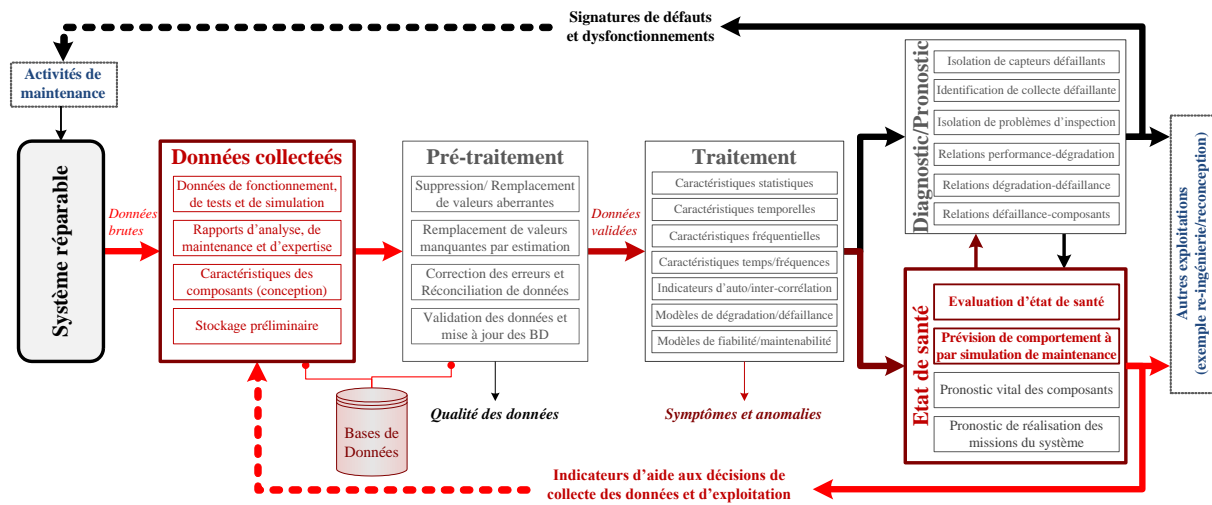 Signatures de défauts
et dysfonctionnements
Activités de
maintenance
Système réparable
Données
brutes
Données collecteés
Données de fonctionnement,
de tests et de simulation
Rapports d'analyse, de
maintenance et d'expertise
Caractéristiques des
composants (conception)
Stockage préliminaire
Bases de
Données
Pré-traitement
Suppression/ Remplacement
de valeurs aberrantes
Remplacement de valeurs
manquantes par estimation
Correction des erreurs et
Réconciliation de données
Validation des données et
mise à jour des BD
Qualité des données
Données
validées
Traitement
Caractéristiques statistiques
Caractéristiques temporelles
Caractéristiques fréquentielles
Caractéristiques temps/fréquences
Indicateurs d'auto/inter-corrélation
Modèles de dégradation/défaillance
Modèles de fiabilité/maintenabilité
Symptômes et anomalies
Diagnostic/Pronostic
Isolation de capteurs défaillants
Identification de collecte défaillante
Isolation de problèmes d'inspection
Relations performance-dégradation
Relations dégradation-défaillance
Relations défaillance-composants
Etat de santé
Evaluation d'état de santé
Prévision de comportement à
par simulation de maintenance
Pronostic vital des composants
Pronostic de réalisation des
missions du système
Autres exploitations
(exemple re-ingénierie/reconception)
Indicateurs d'aide aux décisions de
collecte des données et d'exploitation